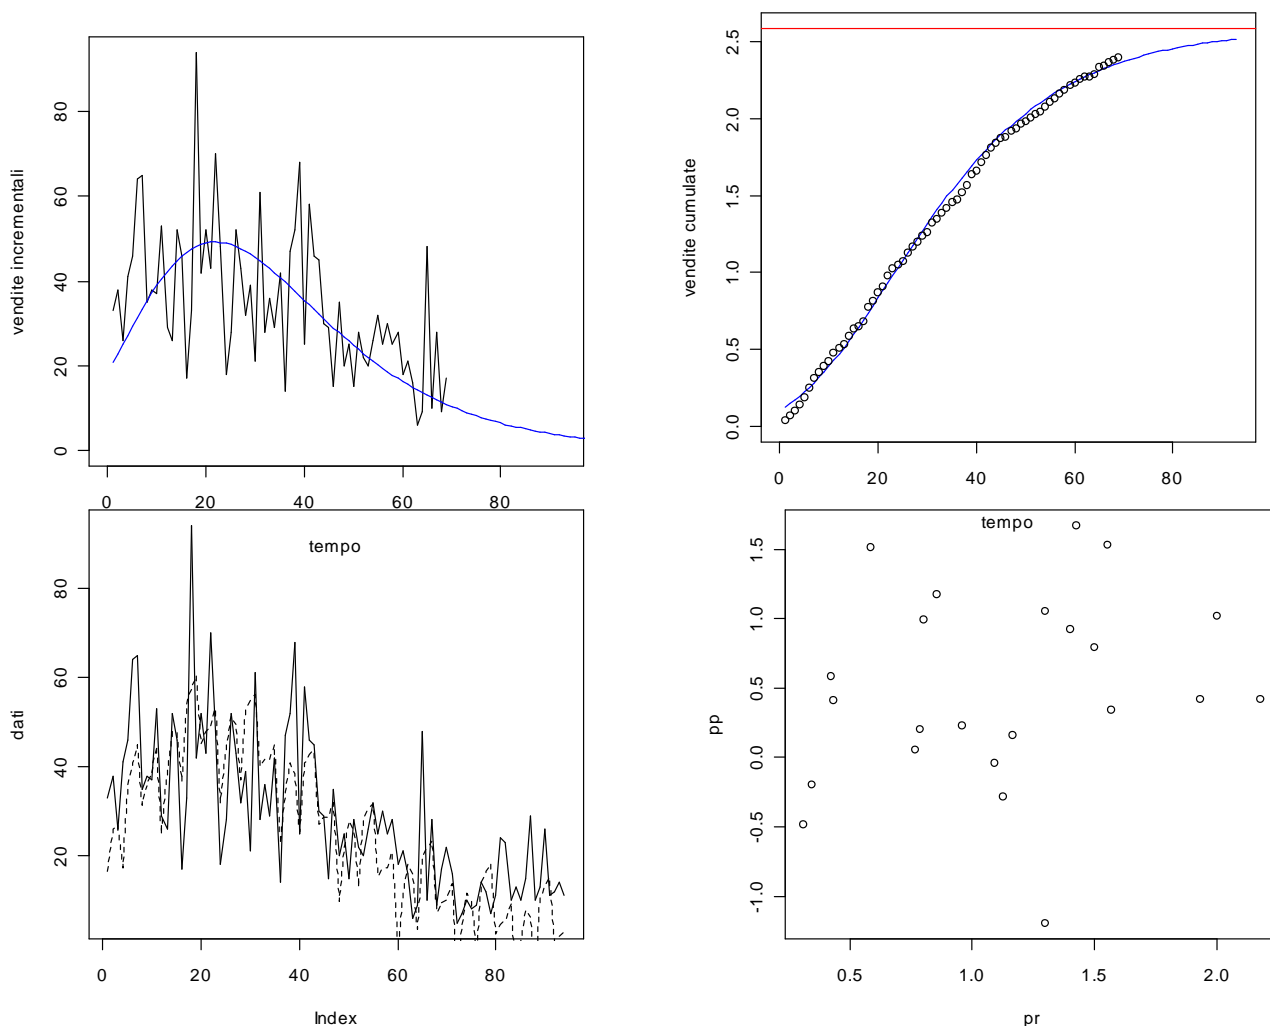 vendite incrementali
0 20 40 60 80
0 20 40 60 80
tempo
vendite cumulate
0.0 0.5 1.0 1.5 2.0 2.5
0 20 40 60 80
tempo
dati
20 40 60 80
0 20 40 60 80
Index
pp
-1.0 -0.5 0.0 0.5 1.0 1.5
0.5 1.0 1.5 2.0
pr